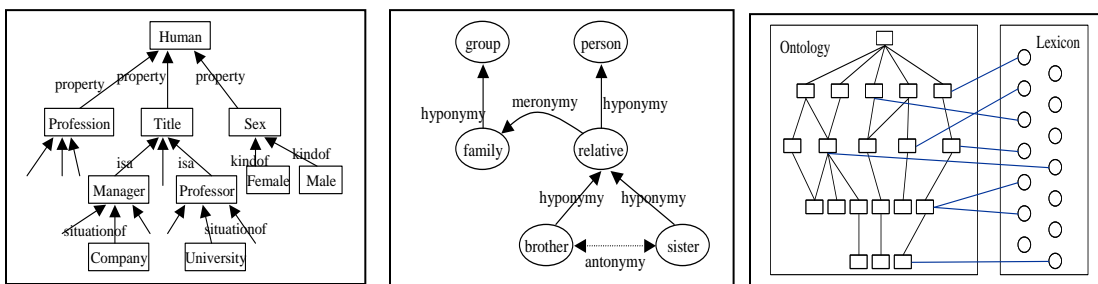 Human
property property property
Profession Title Sex
isa isa kindof kindof
Manager Professor Female Male
situationof situationof
Company University
group person
hyponymy meronymy hyponymy
family relative
hyponymy hyponymy
brother sister
antonymy
Ontology Lexicon